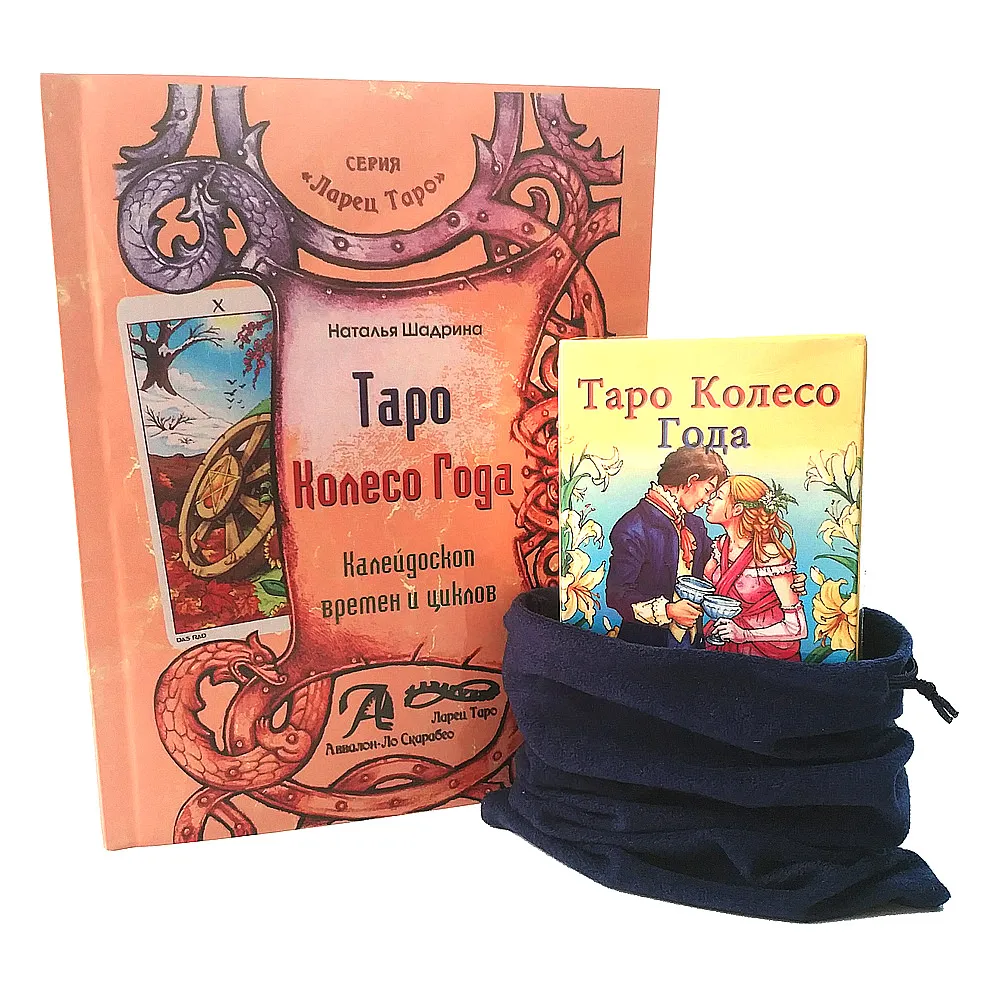 СЕРИЯ
«Ларец Таро»
Наталья Шадрина
Таро
Колесо Года
Калейдоскоп
времен и циклов
X
DAS RAD
Ларец Таро
Аввалон-Ло Скарабео
Таро Колесо
Года